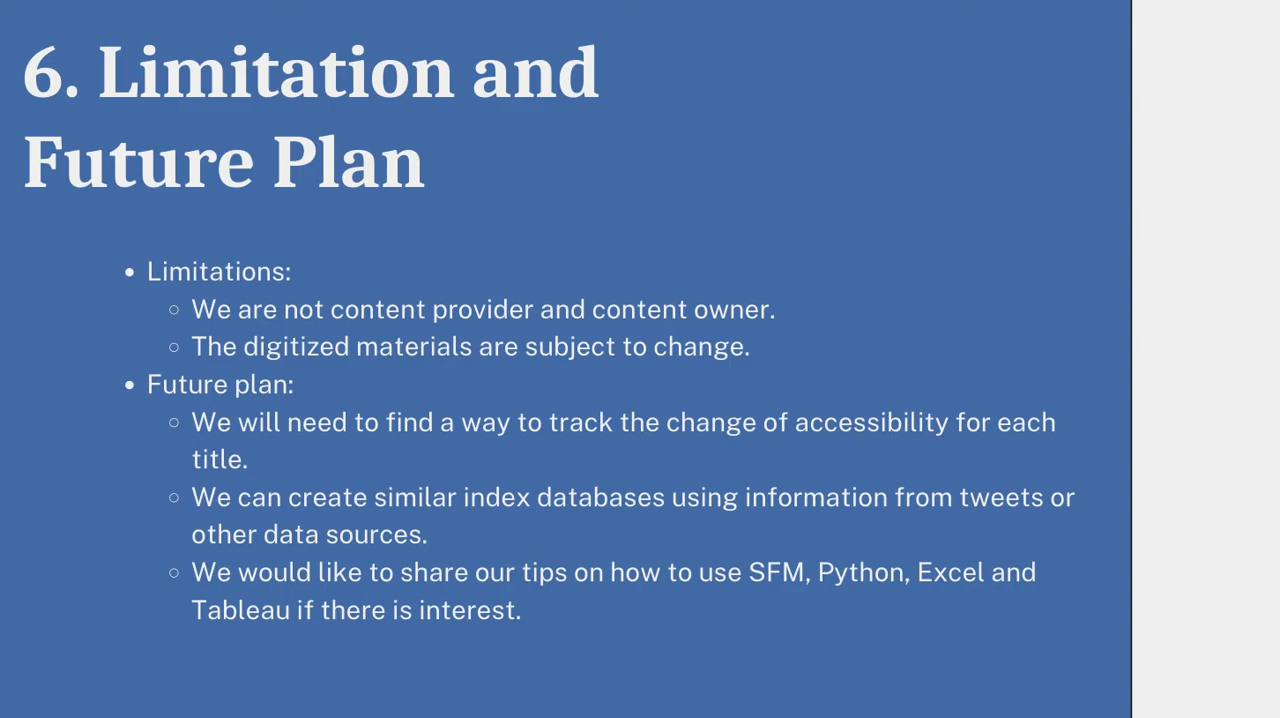 6. Limitation and
Future Plan
• Limitations:
○ We are not content provider and content owner.
○ The digitized materials are subject to change.
• Future plan:
○ We will need to find a way to track the change of accessibility for each
title.
○ We can create similar index databases using information from tweets or
other data sources.
○ We would like to share our tips on how to use SFM, Python, Excel and
Tableau if there is interest.